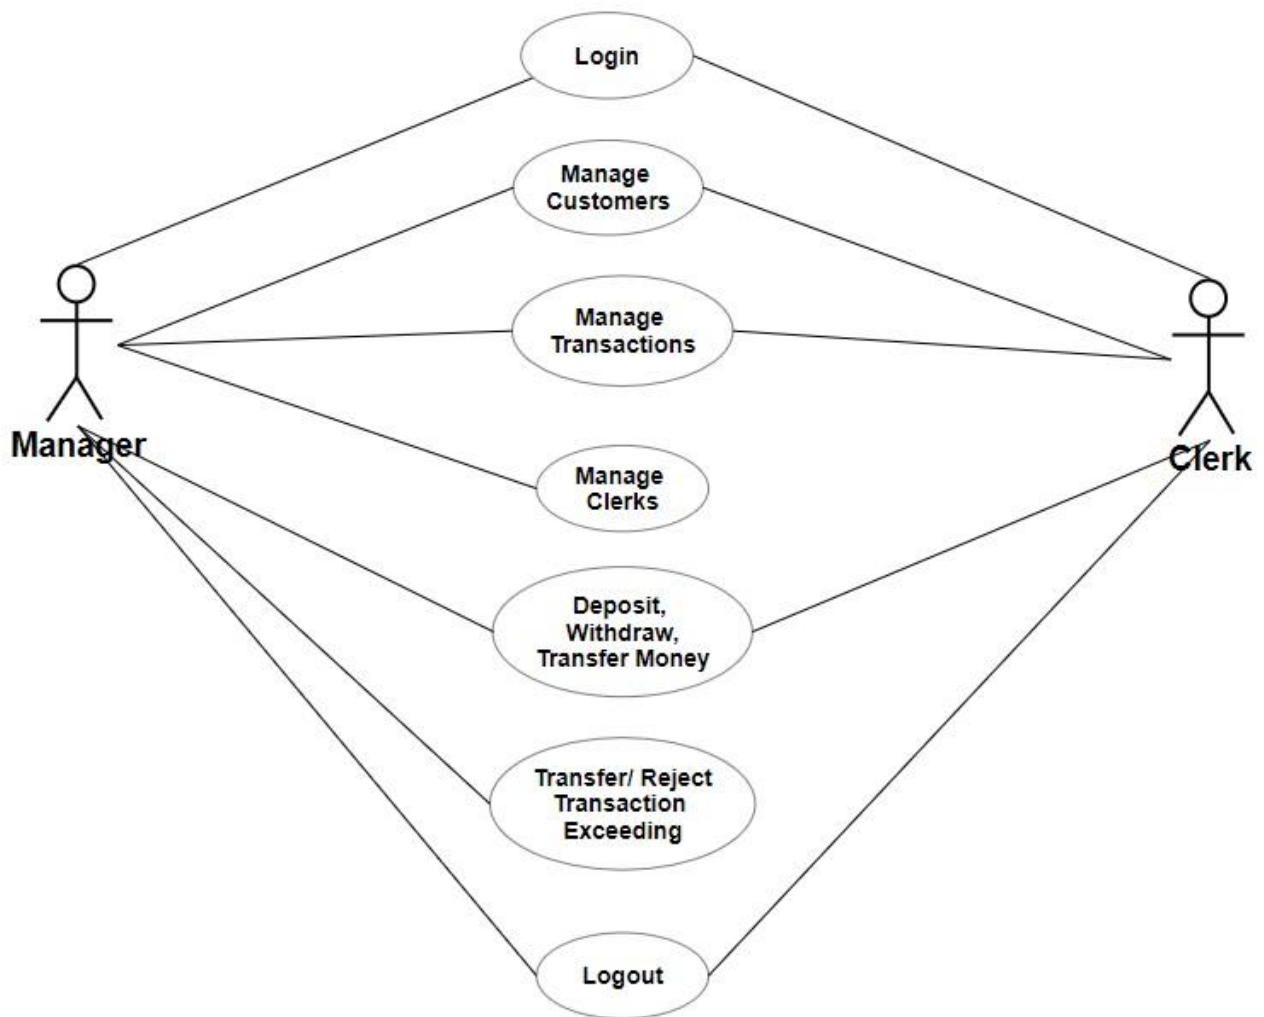 Login
Manage
Customers
Manage
Transactions
Manager
Clerk
Manage
Clerks
Deposit,
Withdraw,
Transfer Money
Transfer/ Reject
Transaction
Exceeding
Logout